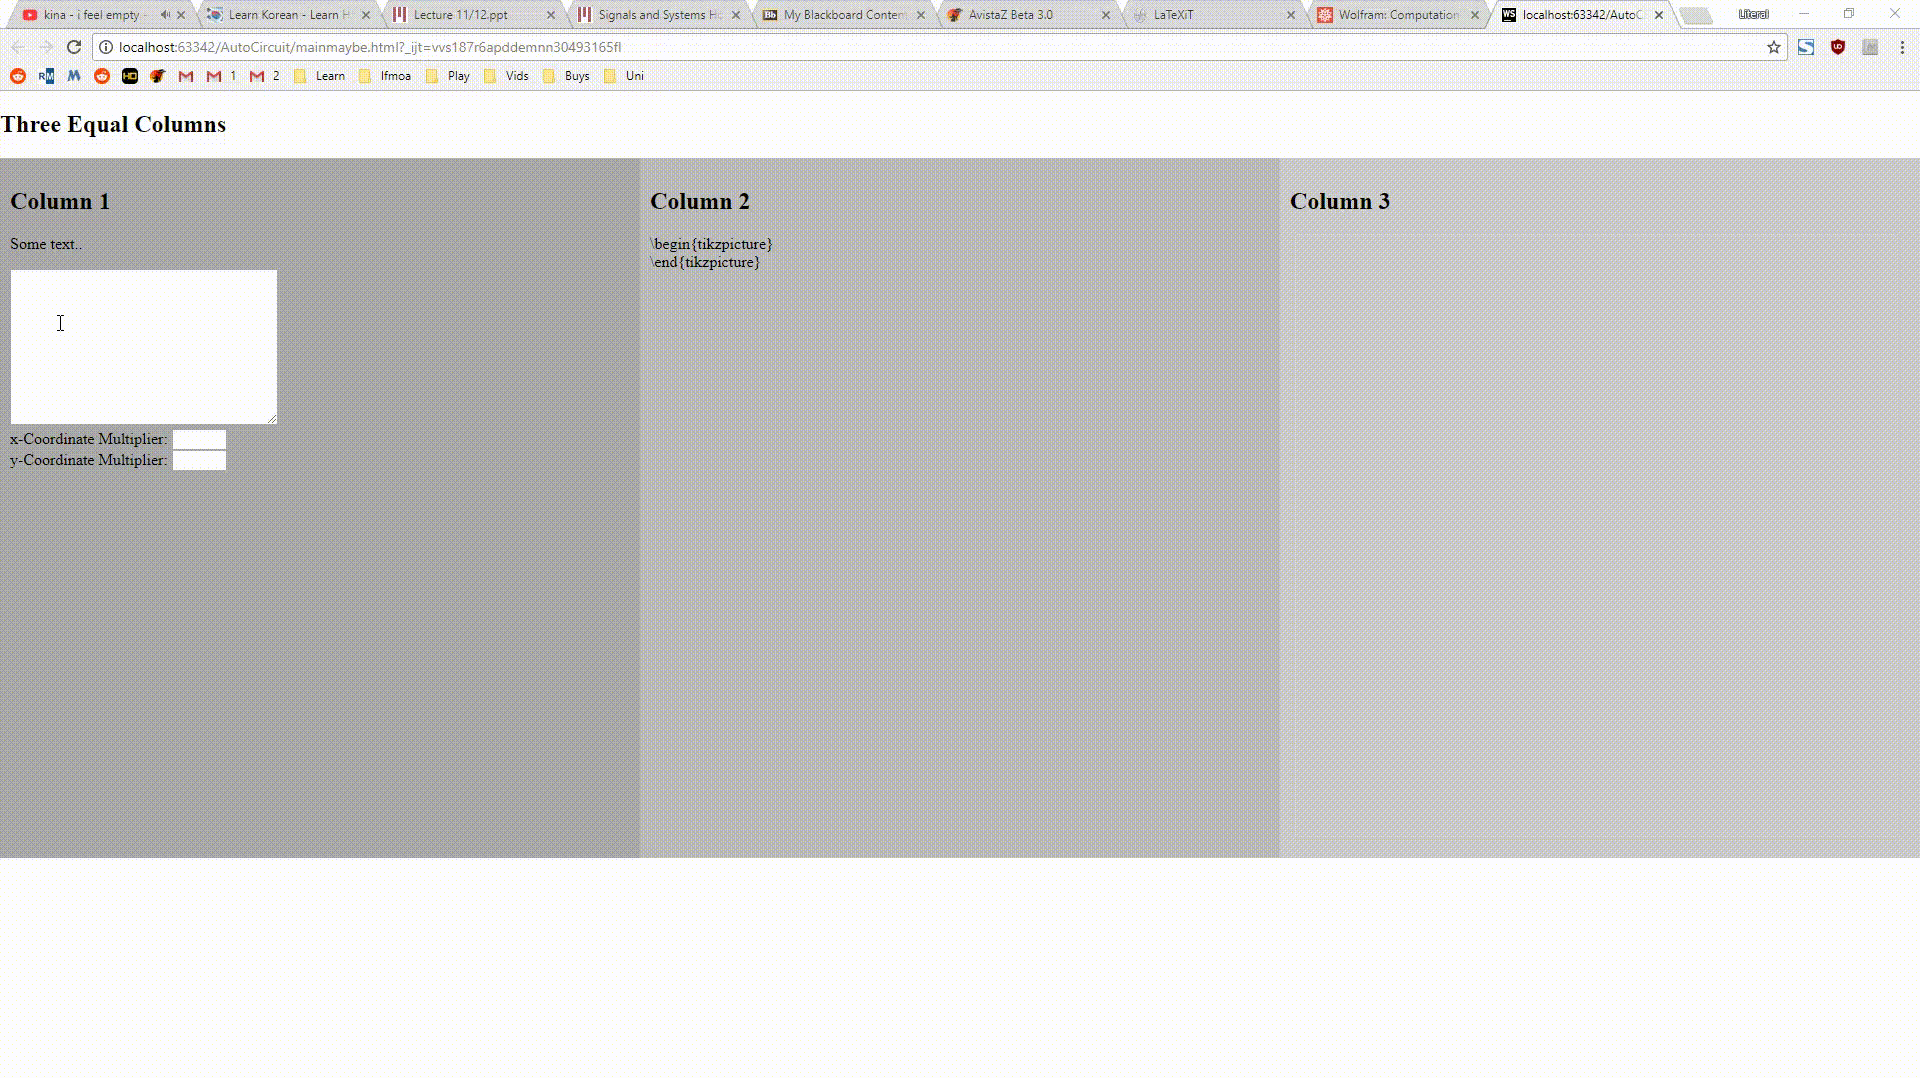 kina - i feel empty
Learn Korean - Learn H
Lecture 11/12.ppt
Signals and Systems Ho
My Blackboard Content
AvistaZ Beta 3.0
LaTeXiT
Wolfram: Computation
localhost:63342/AutoC
Literal
localhost:63342/AutoCircuit/mainmaybe.html?_ijt=vvs187r6apddemnn30493165fl
1 2 Learn Ifmoa Play Vids Buys Uni
Three Equal Columns
Column 1
Some text..
x-Coordinate Multiplier:
y-Coordinate Multiplier:
Column 2
\begin{tikzpicture}
\end{tikzpicture}
Column 3